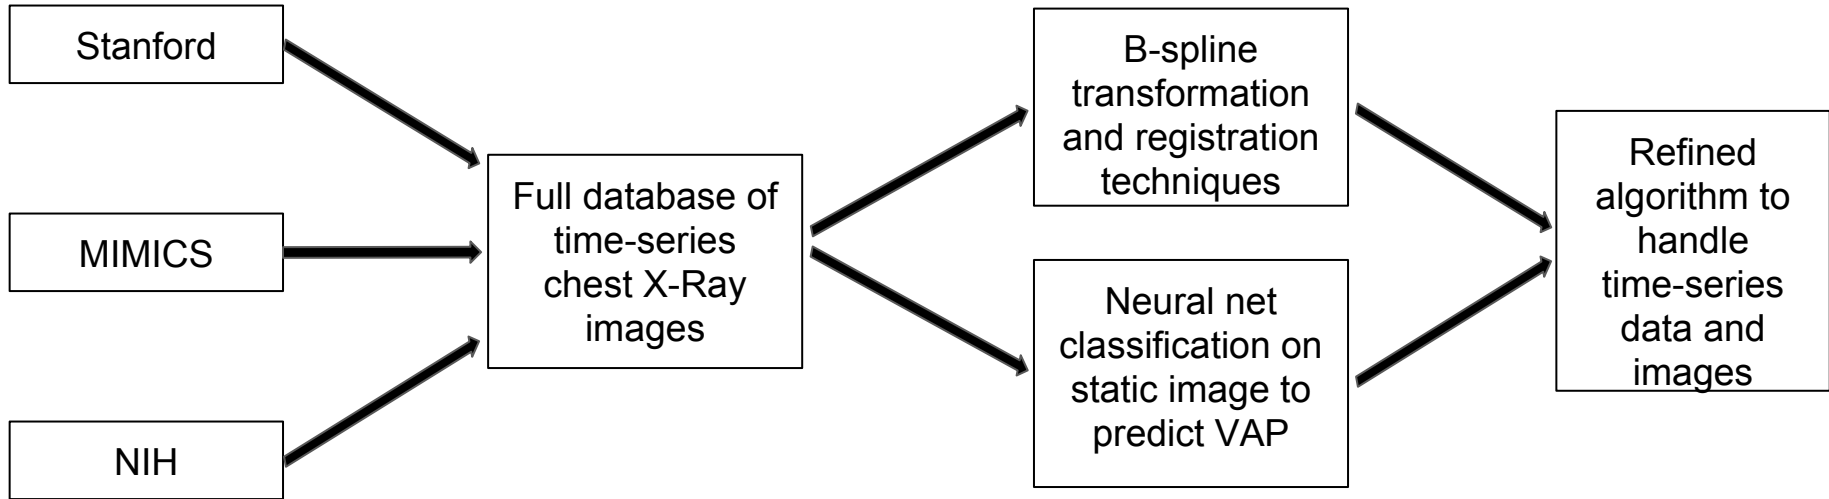 Stanford
MIMICS
NIH
Full database of
time-series
chest X-Ray
images
B-spline
transformation
and registration
techniques
Neural net
classification on
static image to
predict VAP
Refined
algorithm to
handle
time-series
data and
images